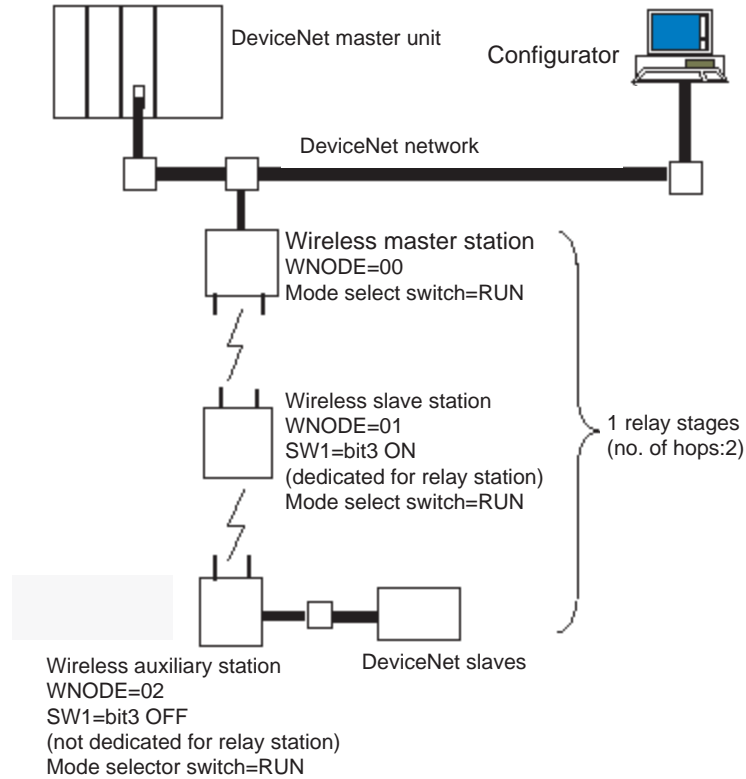 DeviceNet master unit
Configurator
DeviceNet network
Wireless master station
WNODE=00
Mode select switch=RUN
Wireless slave station
WNODE=01
SW1=bit3 ON
(dedicated for relay station)
Mode select switch=RUN
1 relay stages
(no. of hops:2)
Wireless auxiliary station
WNODE=02
SW1=bit3 OFF
(not dedicated for relay station)
Mode selector switch=RUN
DeviceNet slaves